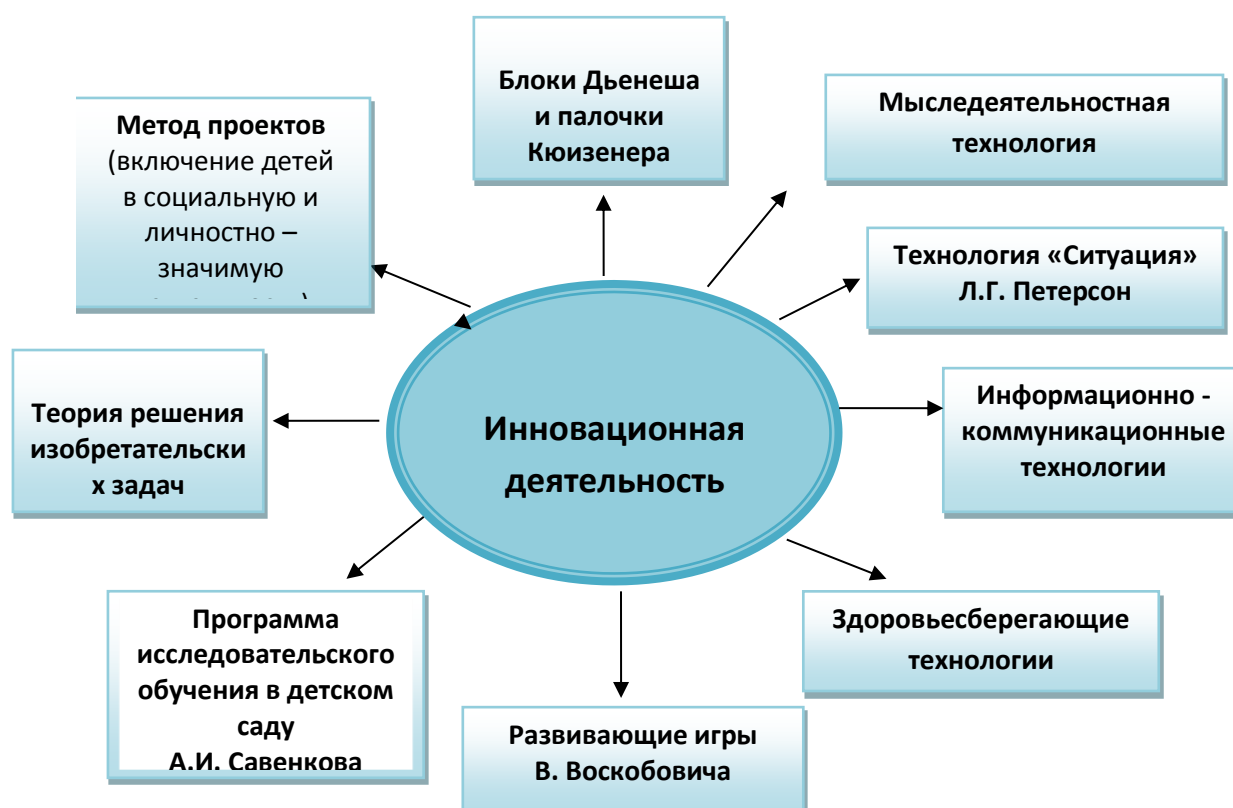 Блоки Дьенеша
и палочки
Кюизенера
Мыследеятельностная
технология
Метод проектов
(включение детей
в социальную и
личностно –
значимую
Технология «Ситуация»
Л.Г. Петерсон
Теория решения
изобретательски
х задач
Инновационная
деятельность
Информационно -
коммуникационные
технологии
Программа
исследовательского
обучения в детском
саду
А.И. Савенкова
Развивающие игры
В. Воскобовича
Здоровьесберегающие
технологии